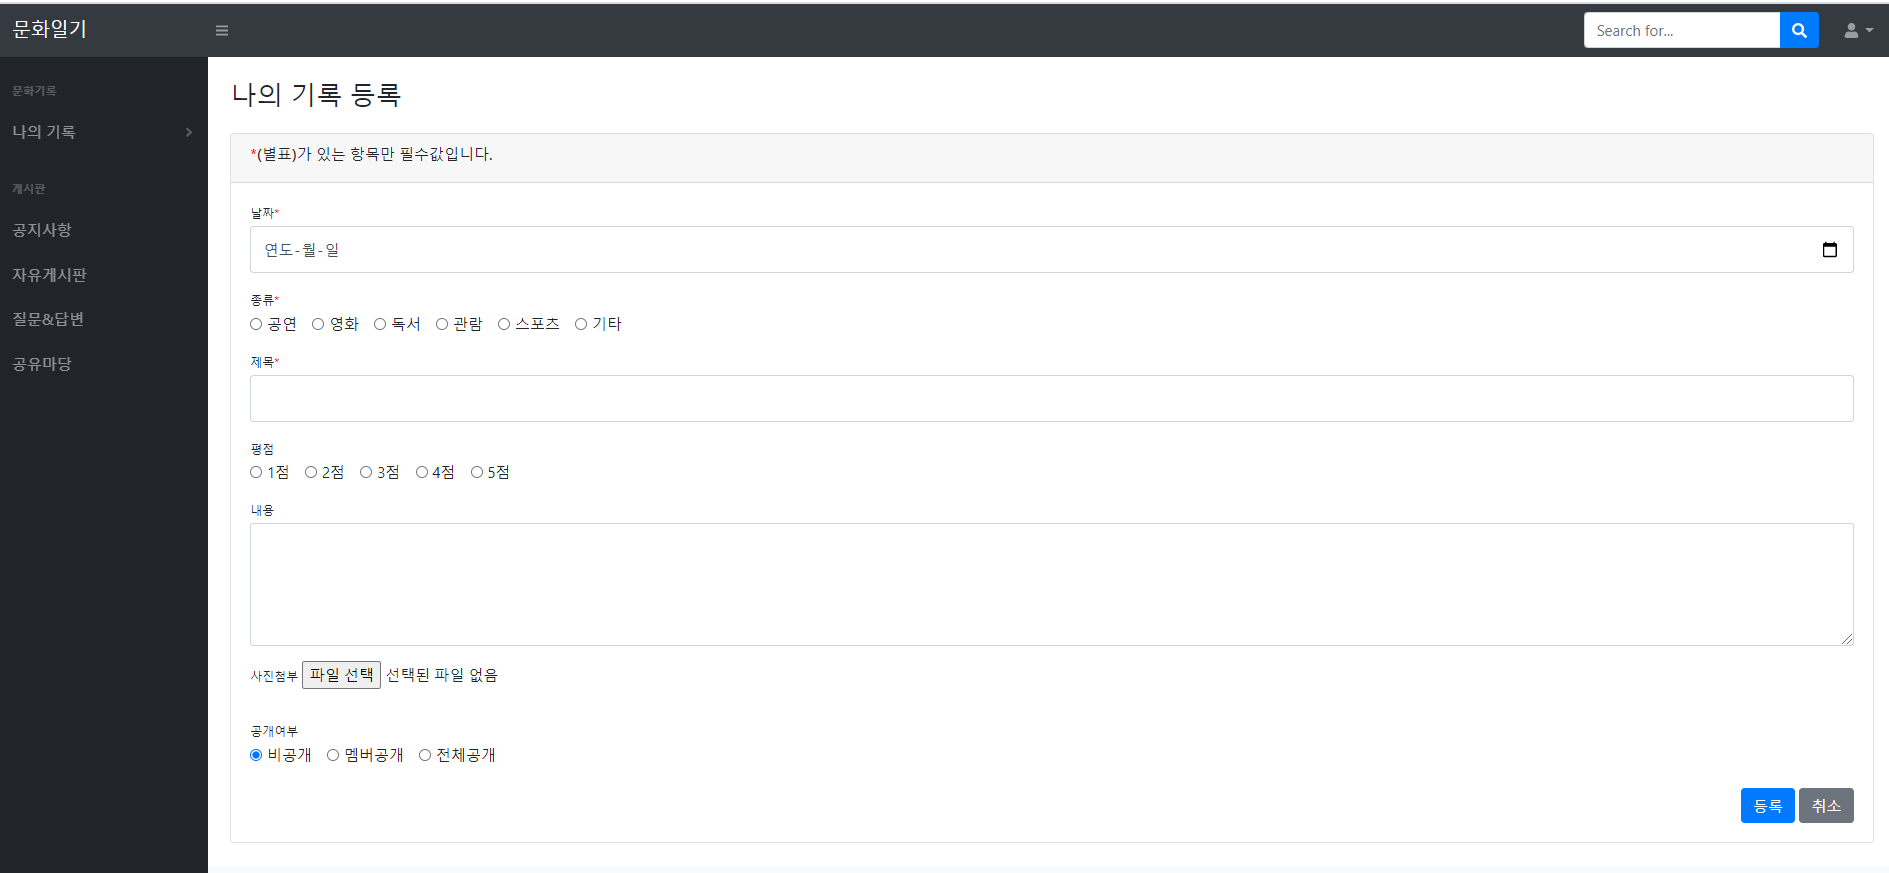 문화일기
Search for...
문화기록
나의 기록
게시판
공지사항
자유게시판
질문&답변
공유마당
나의 기록 등록
*(별표)가 있는 항목만 필수값입니다.
날짜*
연도-월-일
종류*
공연 영화 독서 관람 스포츠 기타
제목*
평점
1점 2점 3점 4점 5점
내용
사진첨부 파일 선택 선택된 파일 없음
공개여부
비공개 멤버공개 전체공개
등록 취소